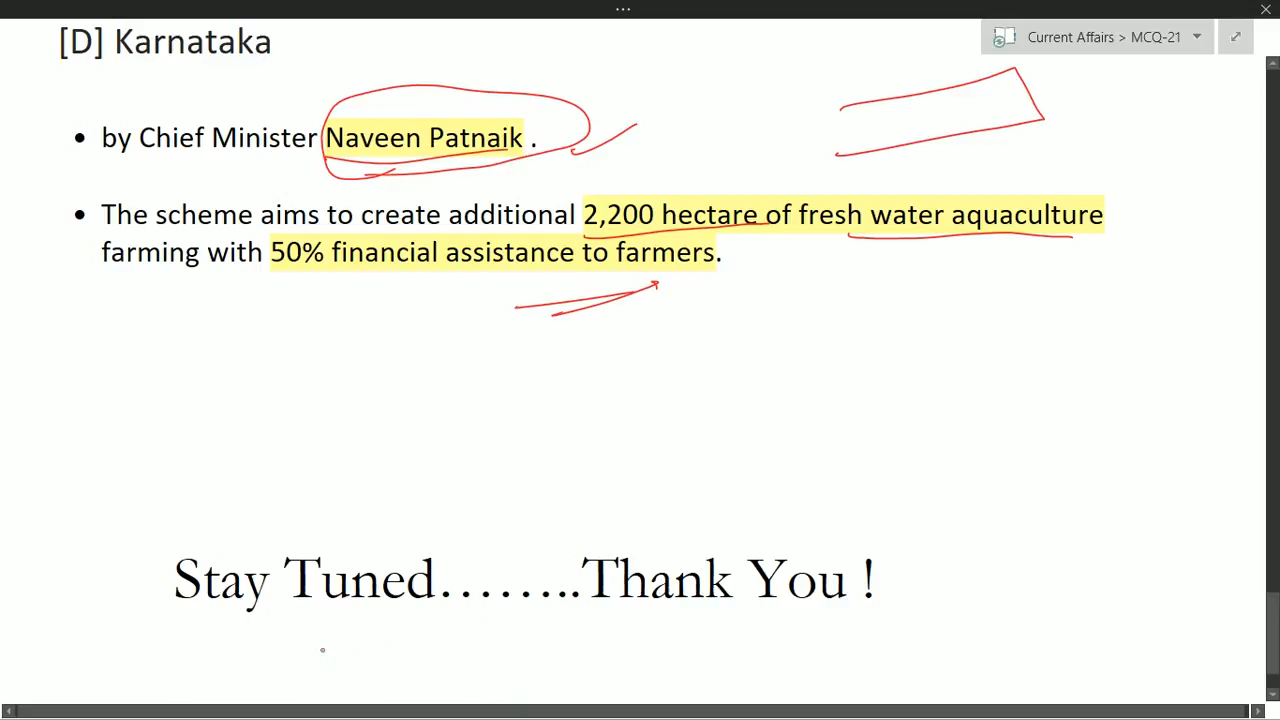 Current Affairs > MCQ-21
[D] Karnataka
• by Chief Minister Naveen Patnaik .
• The scheme aims to create additional 2,200 hectare of fresh water aquaculture
farming with 50% financial assistance to farmers.
Stay Tuned……..Thank You !